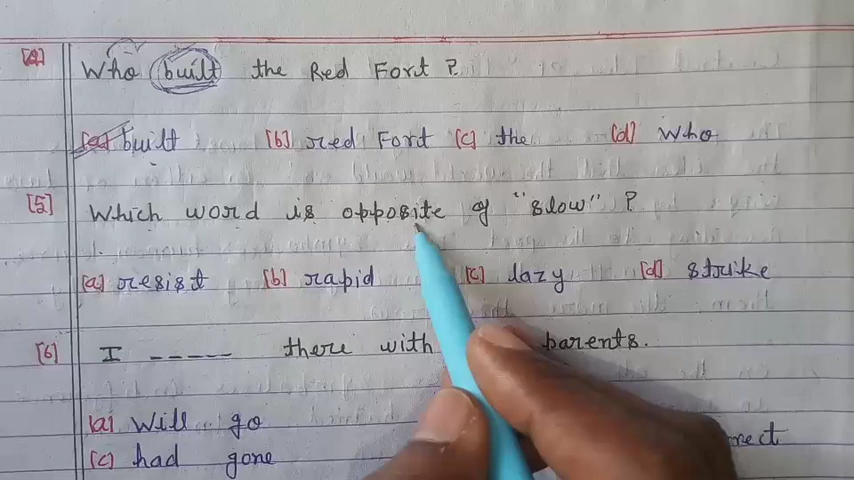 Who built the Red Fort ?
[a] built [b] red Fort [c] the [d] Who
[5] Which word is opposite of "slow" ?
[a] resist [b] rapid [c] lazy [d] strike
[6] I _____ there with parents.
[a] will go
[c] had gone